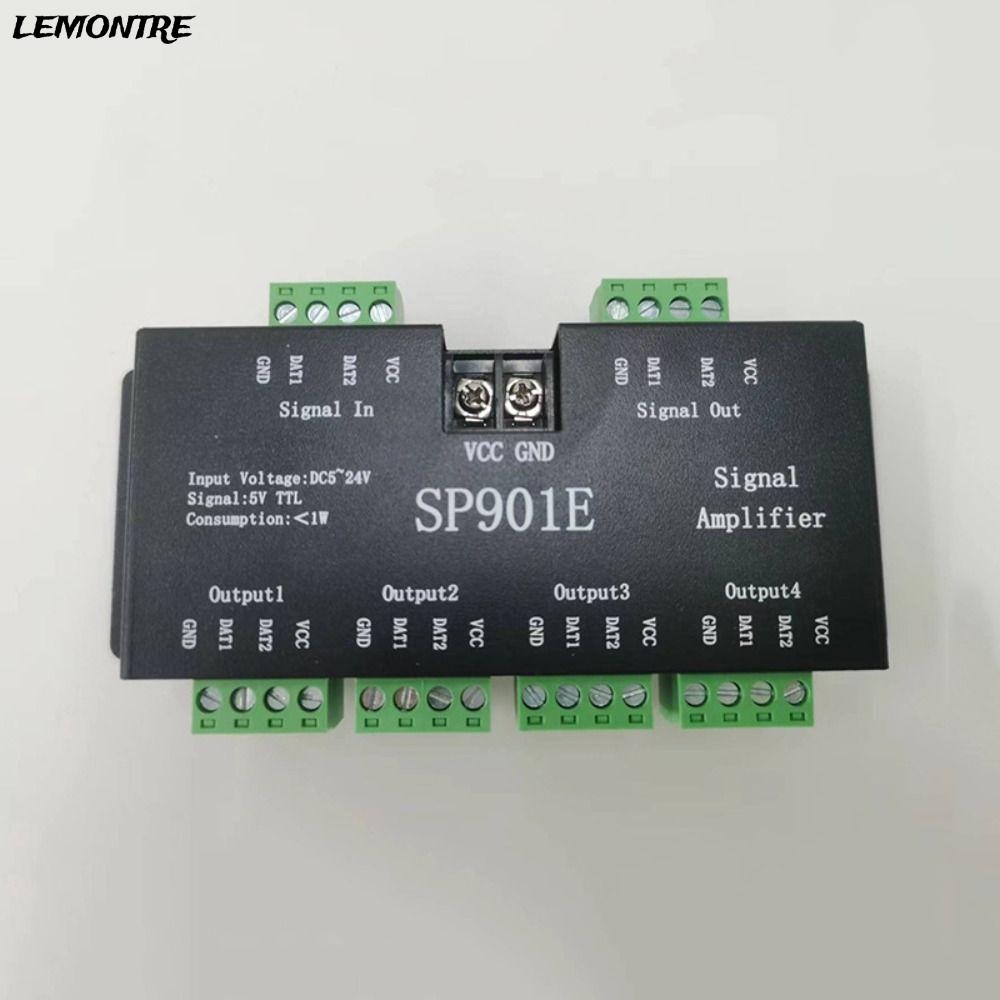 LEMONTRE
GND DAT1 DAT2 VCC
Signal In
GND DAT1 DAT2 VCC
Signal Out
VCC GND
Input Voltage:DC5~24V
Signal:5V TTL
Consumption:<1W
SP901E
Signal
Amplifier
Output1
GND DAT1 DAT2 VCC
Output2
GND DAT1 DAT2 VCC
Output3
GND DAT1 DAT2 VCC
Output4
GND DAT1 DAT2 VCC